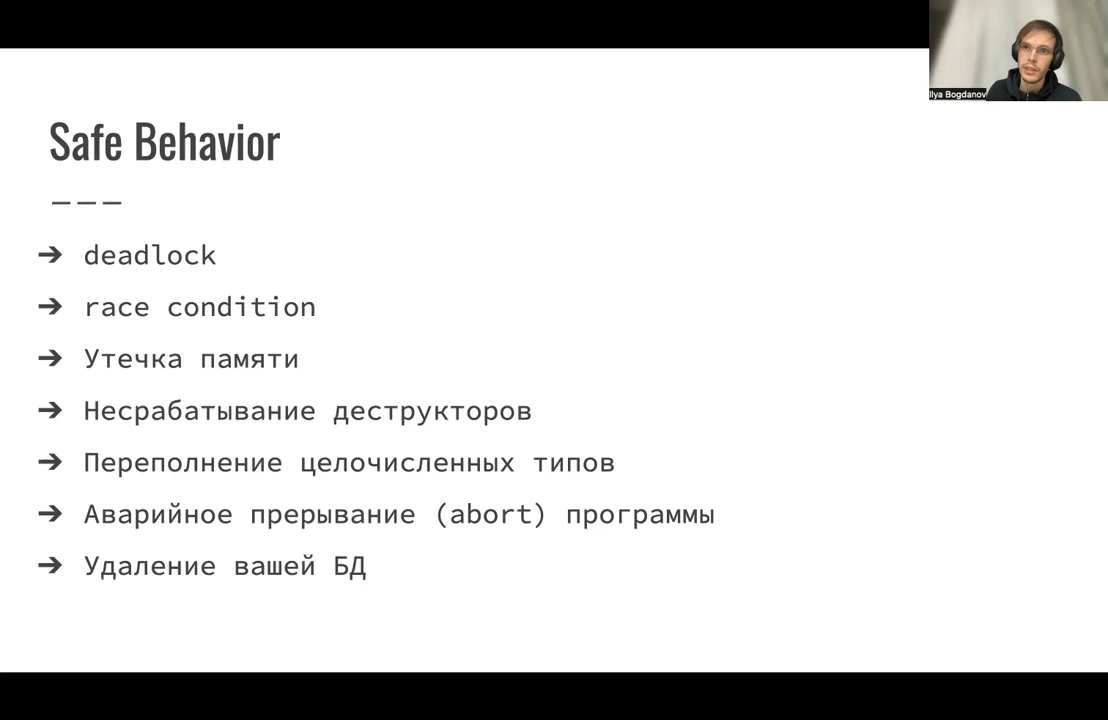 Ilya Bogdanov
Safe Behavior
———
➔ deadlock
➔ race condition
➔ Утечка памяти
➔ Несрабатывание деструкторов
➔ Переполнение целочисленных типов
➔ Аварийное прерывание (abort) программы
➔ Удаление вашей БД